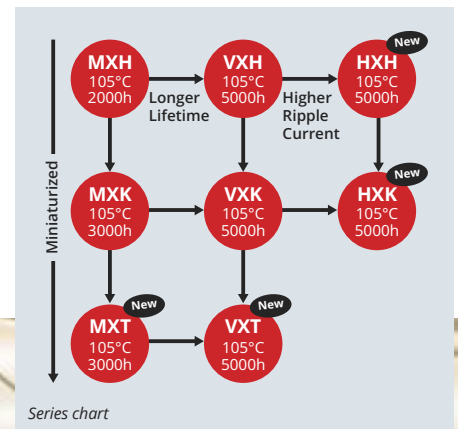 New
MXH
105°C
2000h
Longer
Lifetime
VXH
105°C
5000h
Higher
Ripple
Current
HXH
105°C
5000h
Miniaturized
New
MXK
105°C
3000h
VXK
105°C
5000h
HXK
105°C
5000h
New
New
MXT
105°C
3000h
VXT
105°C
5000h
Series chart